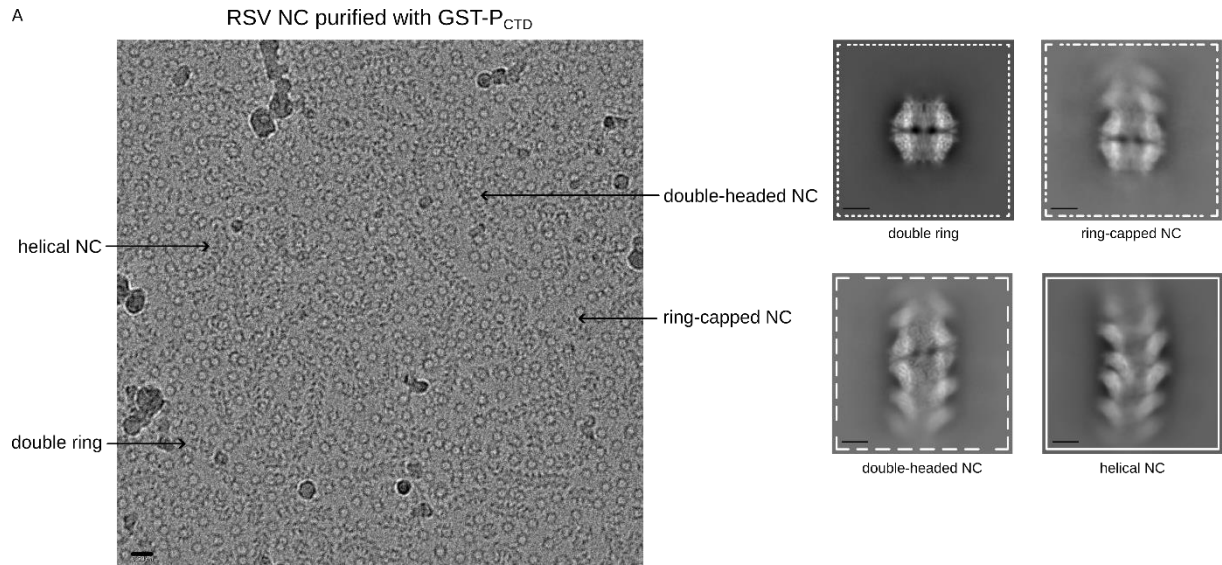 A
RSV NC purified with GST-P_CTD
double-headed NC
helical NC
ring-capped NC
double ring
double ring
ring-capped NC
double-headed NC
helical NC